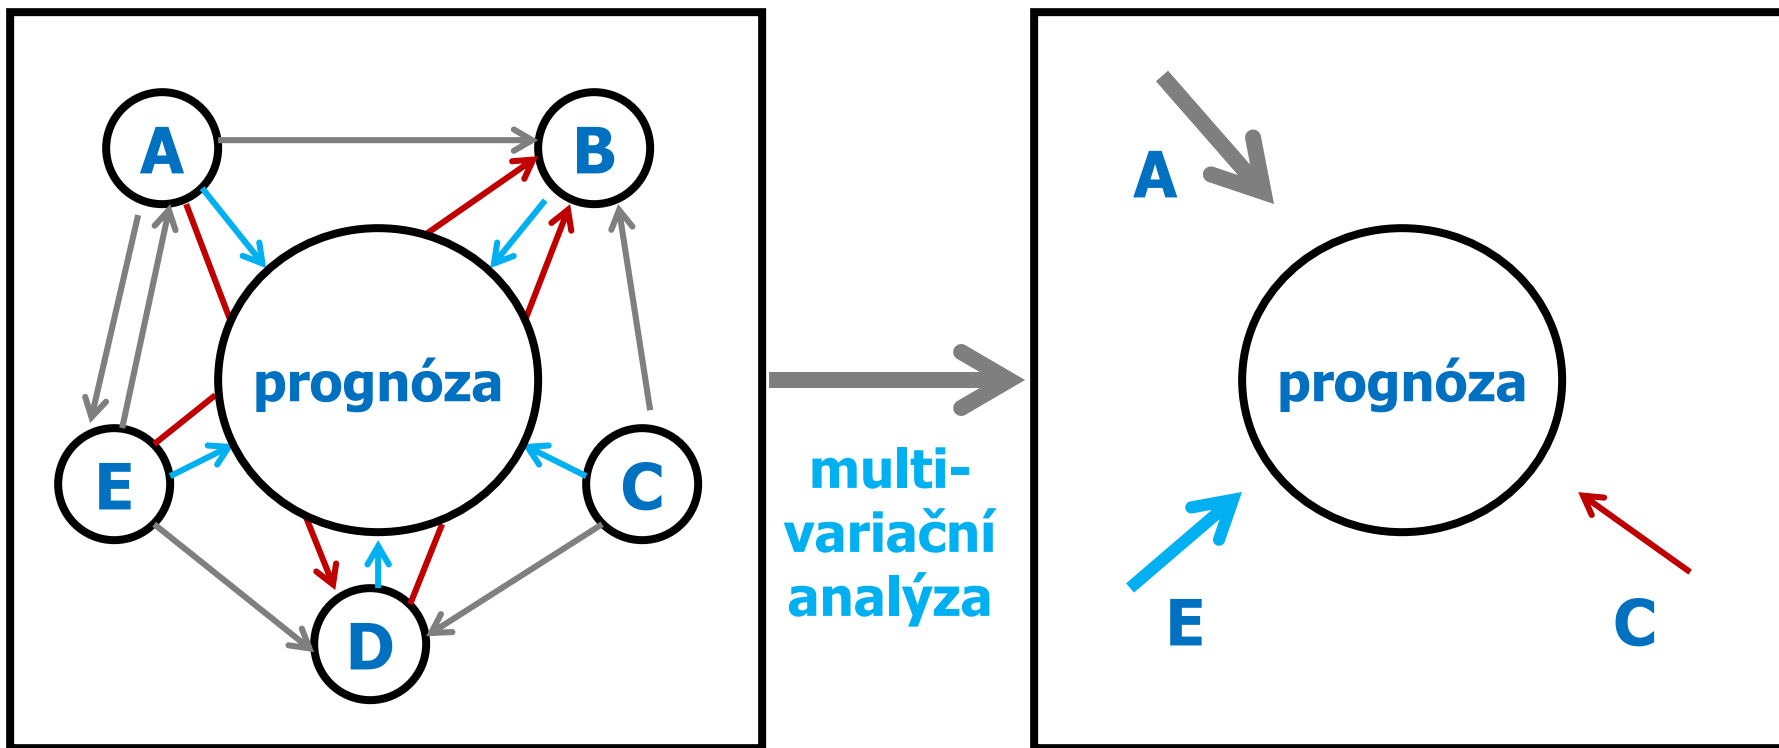 A
B
prognóza
E
C
D
multi-
variační
analýza
A
prognóza
E
C